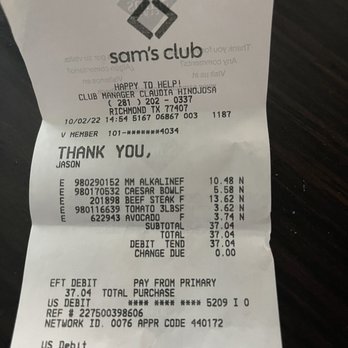 sam's club
HAPPY TO HELP!
CLUB MANAGER CLAUDIA HINOJOSA
( 281 ) 202 - 0337
RICHMOND TX 77407
10/02/22 14:54 5167 06867 003 1187
V MEMBER 101-*******4034
THANK YOU,
JASON
E 980290152 MM ALKALINEF 10.48 N
E 980170532 CAESAR BOWLF 5.58 N
E 201898 BEEF STEAK F 13.62 N
E 980116639 TOMATO 3LBSF 3.62 N
E 622943 AVOCADO F 3.74 N
SUBTOTAL 37.04
TOTAL 37.04
DEBIT TEND 37.04
CHANGE DUE 0.00
EFT DEBIT PAY FROM PRIMARY
37.04 TOTAL PURCHASE
US DEBIT **** **** **** 5209 I 0
REF # 227500398606
NETWORK ID. 0076 APPR CODE 440172
US Debit